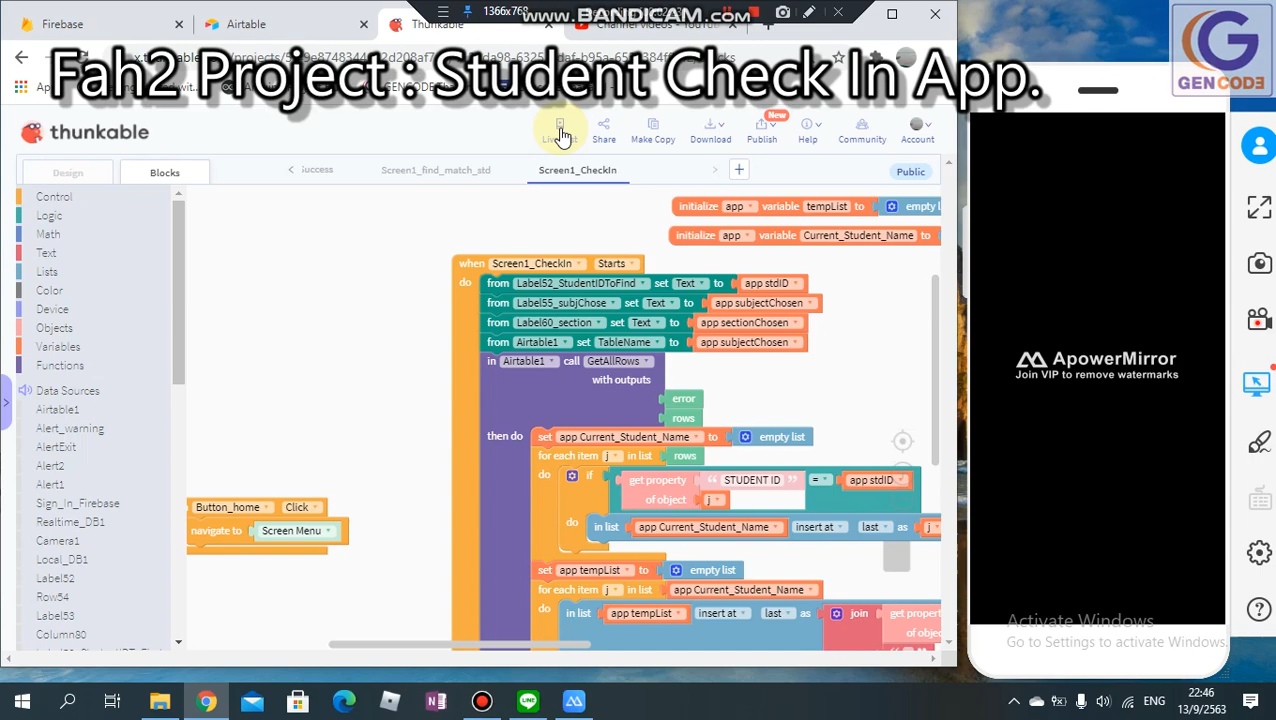 Firebase
Airtable
Thunkable
1366x768
www.BANDICAM.com
Fah2 Project : Student Check In App.
GENCODE
thunkable
Share
Make Copy
Download
New
Publish
Help
Community
Account
Design
Blocks
Screen1_find_match_std
Screen1_CheckIn
Public
Control
Logic
Math
Text
Lists
Color
Device
Objects
Variables
Functions
Data Sources
Airtable1
Alert_warning
AlertExit
Alert2
Alert1
Sign_In_Firebase
Realtime_DB1
Camera1
Local_DB1
Label52
Label54
Label53
Column80
initialize app variable tempList to empty
initialize app variable Current_Student_Name to
when Screen1_CheckIn Starts
do from Label52_StudentIDToFind set Text to app stdID
from Label55_subjChose set Text to app subjectChosen
from Label60_section set Text to app sectionChosen
from Airtable1 set TableName to app subjectChosen
in Airtable1 call GetAllRows
with outputs
error
rows
then do set app Current_Student_Name to empty list
for each item j in list rows
do if get property “ STUDENT ID ” = app stdID
of object j
do in list app Current_Student_Name insert at last as j
set app tempList to empty list
for each item j in list app Current_Student_Name
do in list app tempList insert at last as join
Button_home Click
navigate to Screen Menu
ApowerMirror
Join VIP to remove watermarks
Activate Windows
Go to Settings to activate Windows.
ENG
22:46
13/9/2563